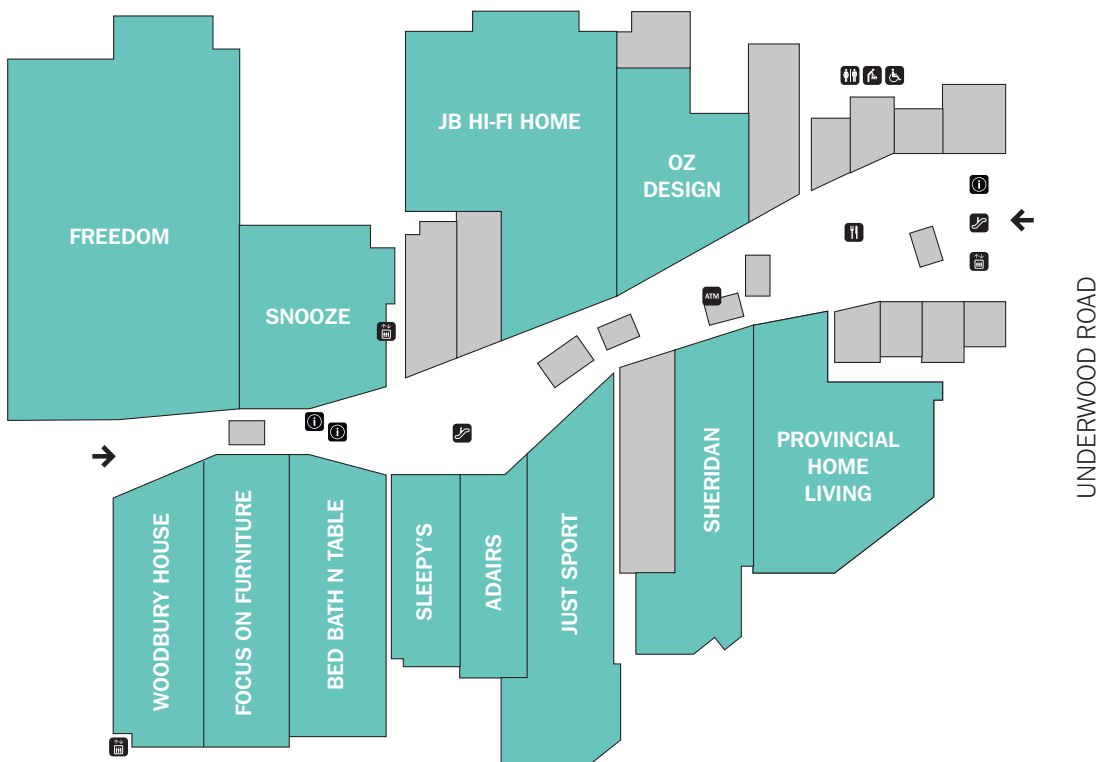 JB HI-FI HOME
OZ
DESIGN
FREEDOM
SNOOZE
ATM
UNDERWOOD ROAD
PROVINCIAL
HOME
LIVING
SHERIDAN
WOODBURY HOUSE
FOCUS ON FURNITURE
BED BATH N TABLE
SLEEPY'S
ADAIRS
JUST SPORT